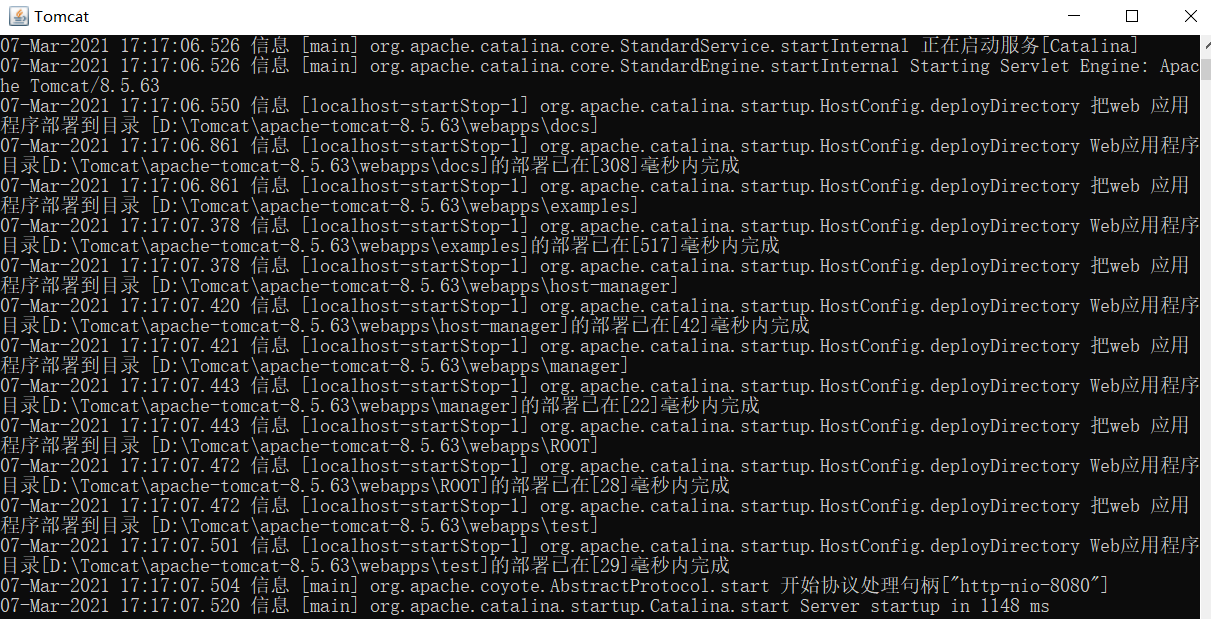 Tomcat
07-Mar-2021 17:17:06.526 信息 [main] org.apache.catalina.core.StandardService.startInternal 正在启动服务[Catalina]
07-Mar-2021 17:17:06.526 信息 [main] org.apache.catalina.core.StandardEngine.startInternal Starting Servlet Engine: Apac
he Tomcat/8.5.63
07-Mar-2021 17:17:06.550 信息 [localhost-startStop-1] org.apache.catalina.startup.HostConfig.deployDirectory 把web 应用
程序部署到目录 [D:\Tomcat\apache-tomcat-8.5.63\webapps\docs]
07-Mar-2021 17:17:06.861 信息 [localhost-startStop-1] org.apache.catalina.startup.HostConfig.deployDirectory Web应用程序
目录[D:\Tomcat\apache-tomcat-8.5.63\webapps\docs]的部署已在[308]毫秒内完成
07-Mar-2021 17:17:06.861 信息 [localhost-startStop-1] org.apache.catalina.startup.HostConfig.deployDirectory 把web 应用
程序部署到目录 [D:\Tomcat\apache-tomcat-8.5.63\webapps\examples]
07-Mar-2021 17:17:07.378 信息 [localhost-startStop-1] org.apache.catalina.startup.HostConfig.deployDirectory Web应用程序
目录[D:\Tomcat\apache-tomcat-8.5.63\webapps\examples]的部署已在[517]毫秒内完成
07-Mar-2021 17:17:07.378 信息 [localhost-startStop-1] org.apache.catalina.startup.HostConfig.deployDirectory 把web 应用
程序部署到目录 [D:\Tomcat\apache-tomcat-8.5.63\webapps\host-manager]
07-Mar-2021 17:17:07.420 信息 [localhost-startStop-1] org.apache.catalina.startup.HostConfig.deployDirectory Web应用程序
目录[D:\Tomcat\apache-tomcat-8.5.63\webapps\host-manager]的部署已在[42]毫秒内完成
07-Mar-2021 17:17:07.421 信息 [localhost-startStop-1] org.apache.catalina.startup.HostConfig.deployDirectory 把web 应用
程序部署到目录 [D:\Tomcat\apache-tomcat-8.5.63\webapps\manager]
07-Mar-2021 17:17:07.443 信息 [localhost-startStop-1] org.apache.catalina.startup.HostConfig.deployDirectory Web应用程序
目录[D:\Tomcat\apache-tomcat-8.5.63\webapps\manager]的部署已在[22]毫秒内完成
07-Mar-2021 17:17:07.443 信息 [localhost-startStop-1] org.apache.catalina.startup.HostConfig.deployDirectory 把web 应用
程序部署到目录 [D:\Tomcat\apache-tomcat-8.5.63\webapps\ROOT]
07-Mar-2021 17:17:07.472 信息 [localhost-startStop-1] org.apache.catalina.startup.HostConfig.deployDirectory Web应用程序
目录[D:\Tomcat\apache-tomcat-8.5.63\webapps\ROOT]的部署已在[28]毫秒内完成
07-Mar-2021 17:17:07.472 信息 [localhost-startStop-1] org.apache.catalina.startup.HostConfig.deployDirectory 把web 应用
程序部署到目录 [D:\Tomcat\apache-tomcat-8.5.63\webapps\test]
07-Mar-2021 17:17:07.501 信息 [localhost-startStop-1] org.apache.catalina.startup.HostConfig.deployDirectory Web应用程序
目录[D:\Tomcat\apache-tomcat-8.5.63\webapps\test]的部署已在[29]毫秒内完成
07-Mar-2021 17:17:07.504 信息 [main] org.apache.coyote.AbstractProtocol.start 开始协议处理句柄["http-nio-8080"]
07-Mar-2021 17:17:07.520 信息 [main] org.apache.catalina.startup.Catalina.start Server startup in 1148 ms